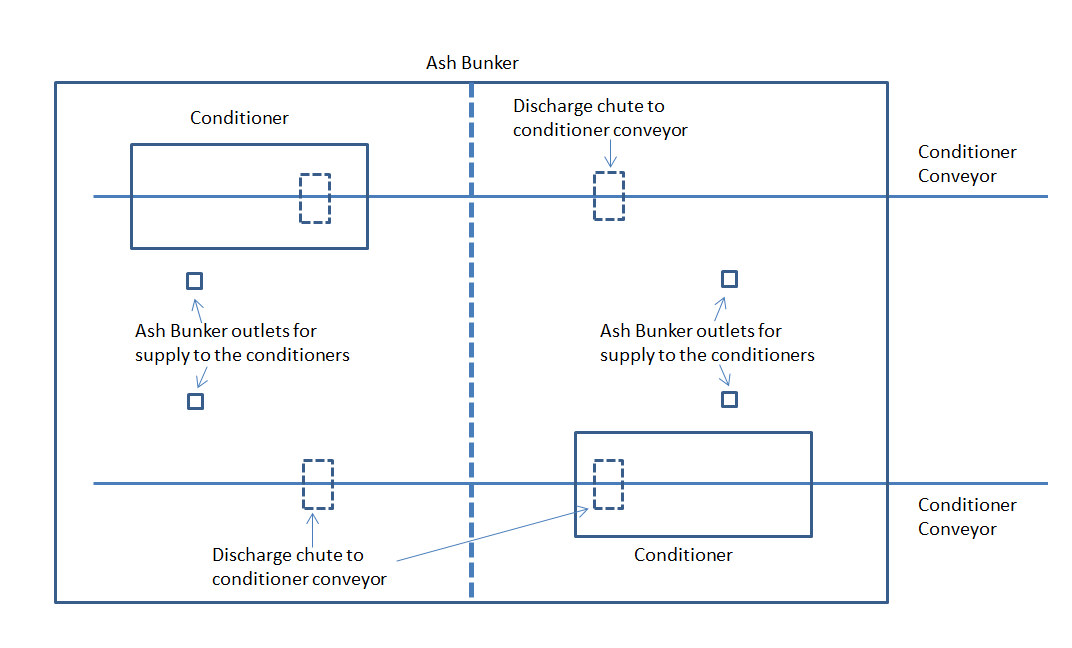 Ash Bunker
Conditioner
Discharge chute to
conditioner conveyor
Conditioner
Conveyor
Ash Bunker outlets for
supply to the conditioners
Ash Bunker outlets for
supply to the conditioners
Conditioner
Conveyor
Discharge chute to
conditioner conveyor
Conditioner